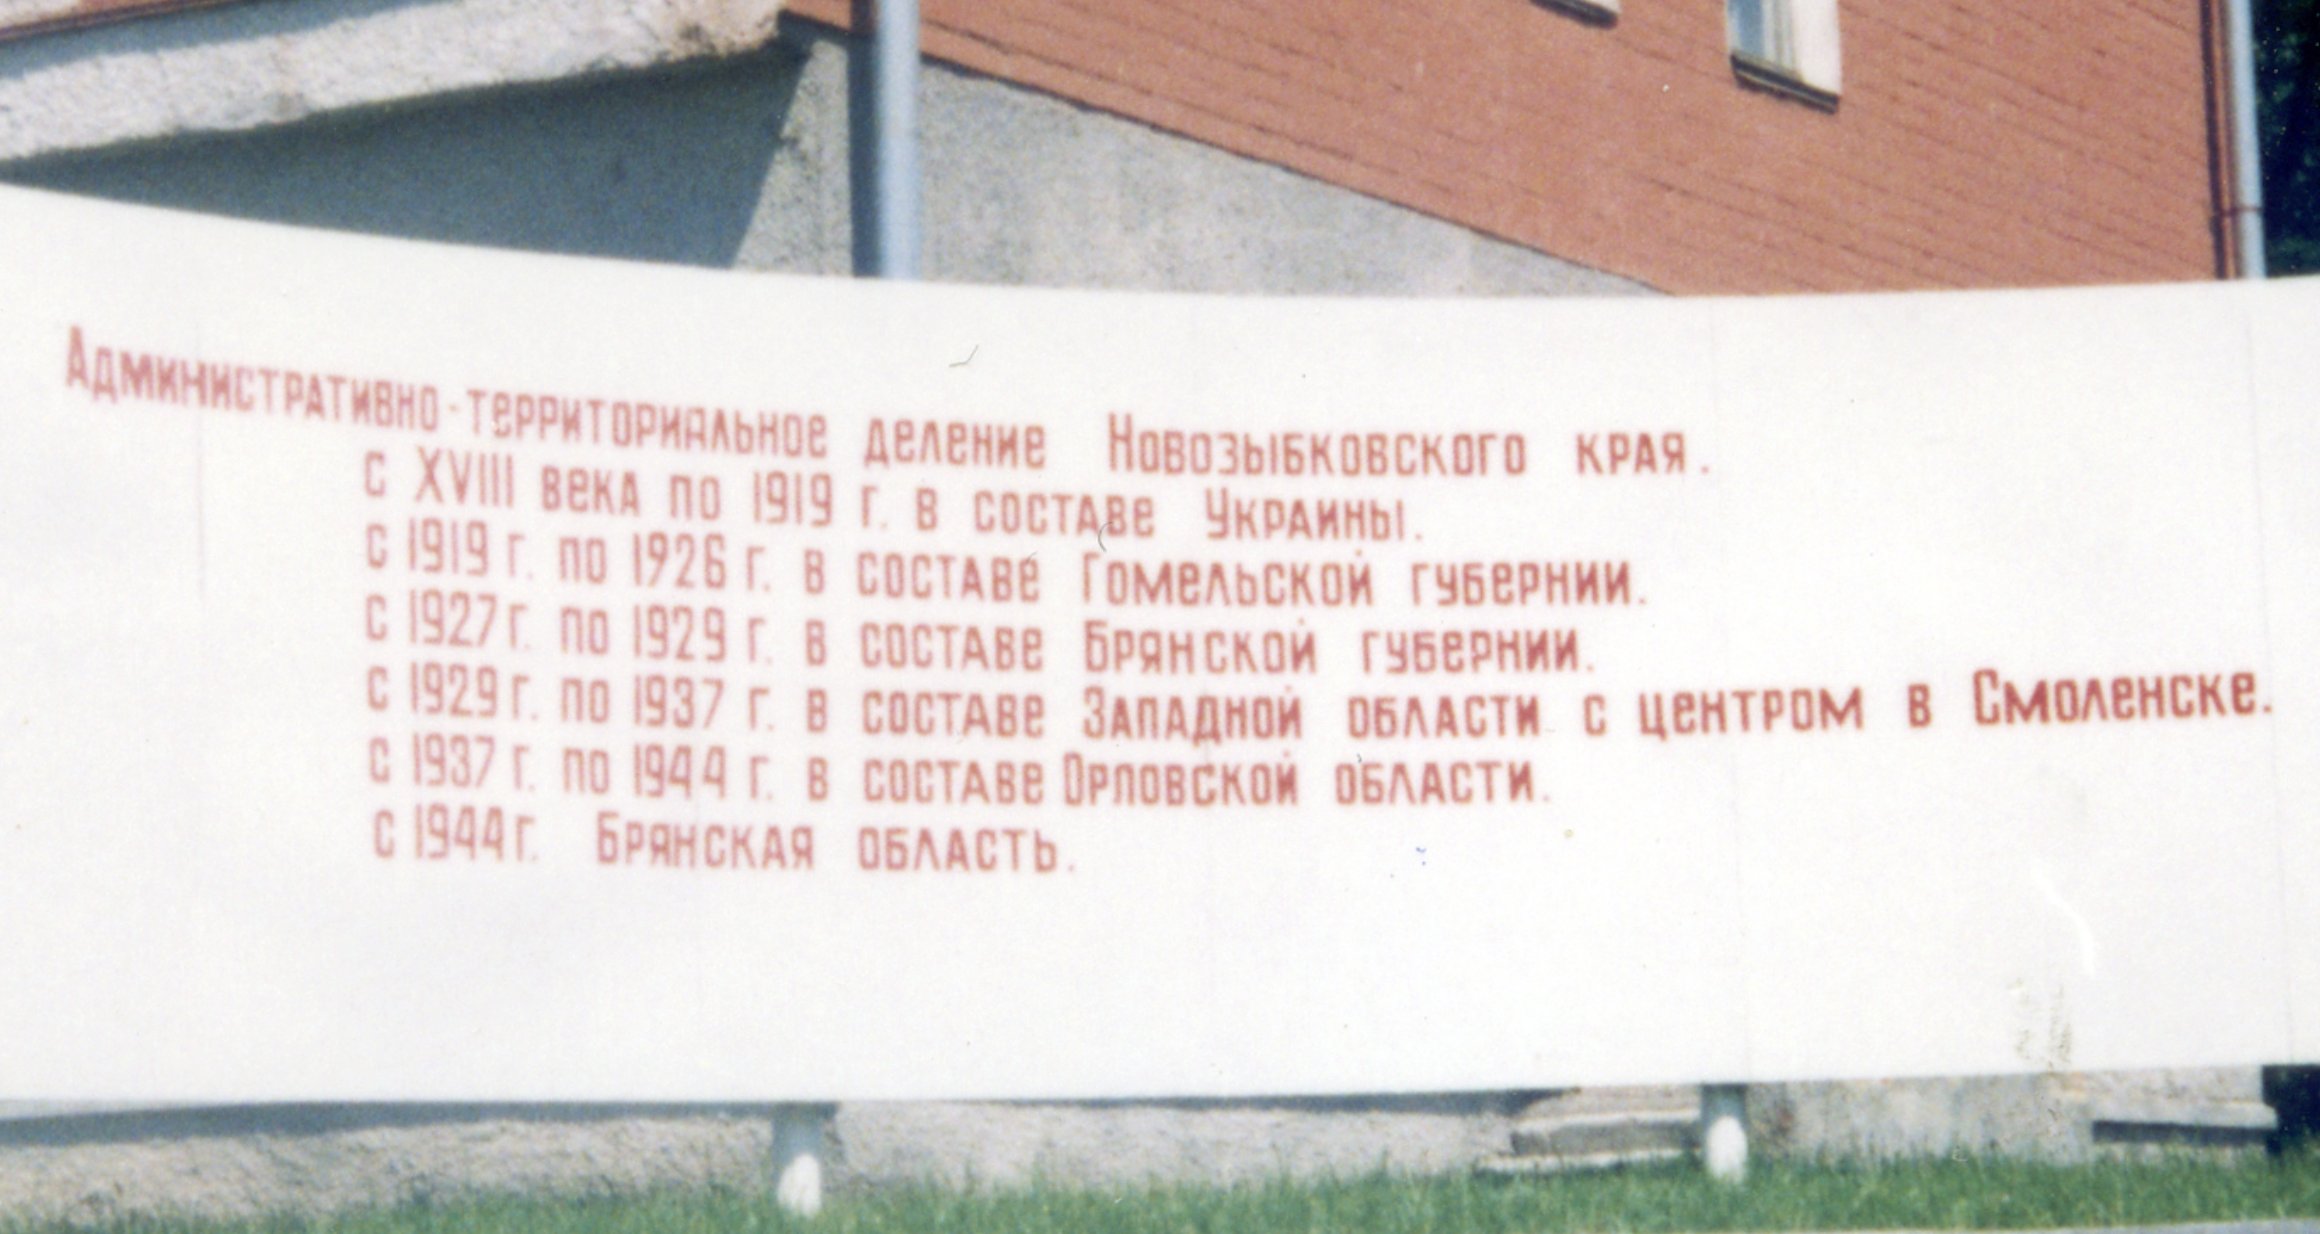 Административно-территориальное деление Новозыбковского края.
с XVIII века по 1919 г. в составе Украины.
с 1919 г. по 1926 г. в составе Гомельской губернии.
с 1927 г. по 1929 г. в составе Брянской губернии.
с 1929 г. по 1937 г. в составе Западной области с центром в Смоленске.
с 1937 г. по 1944 г. в составе Орловской области.
с 1944 г. Брянская область.